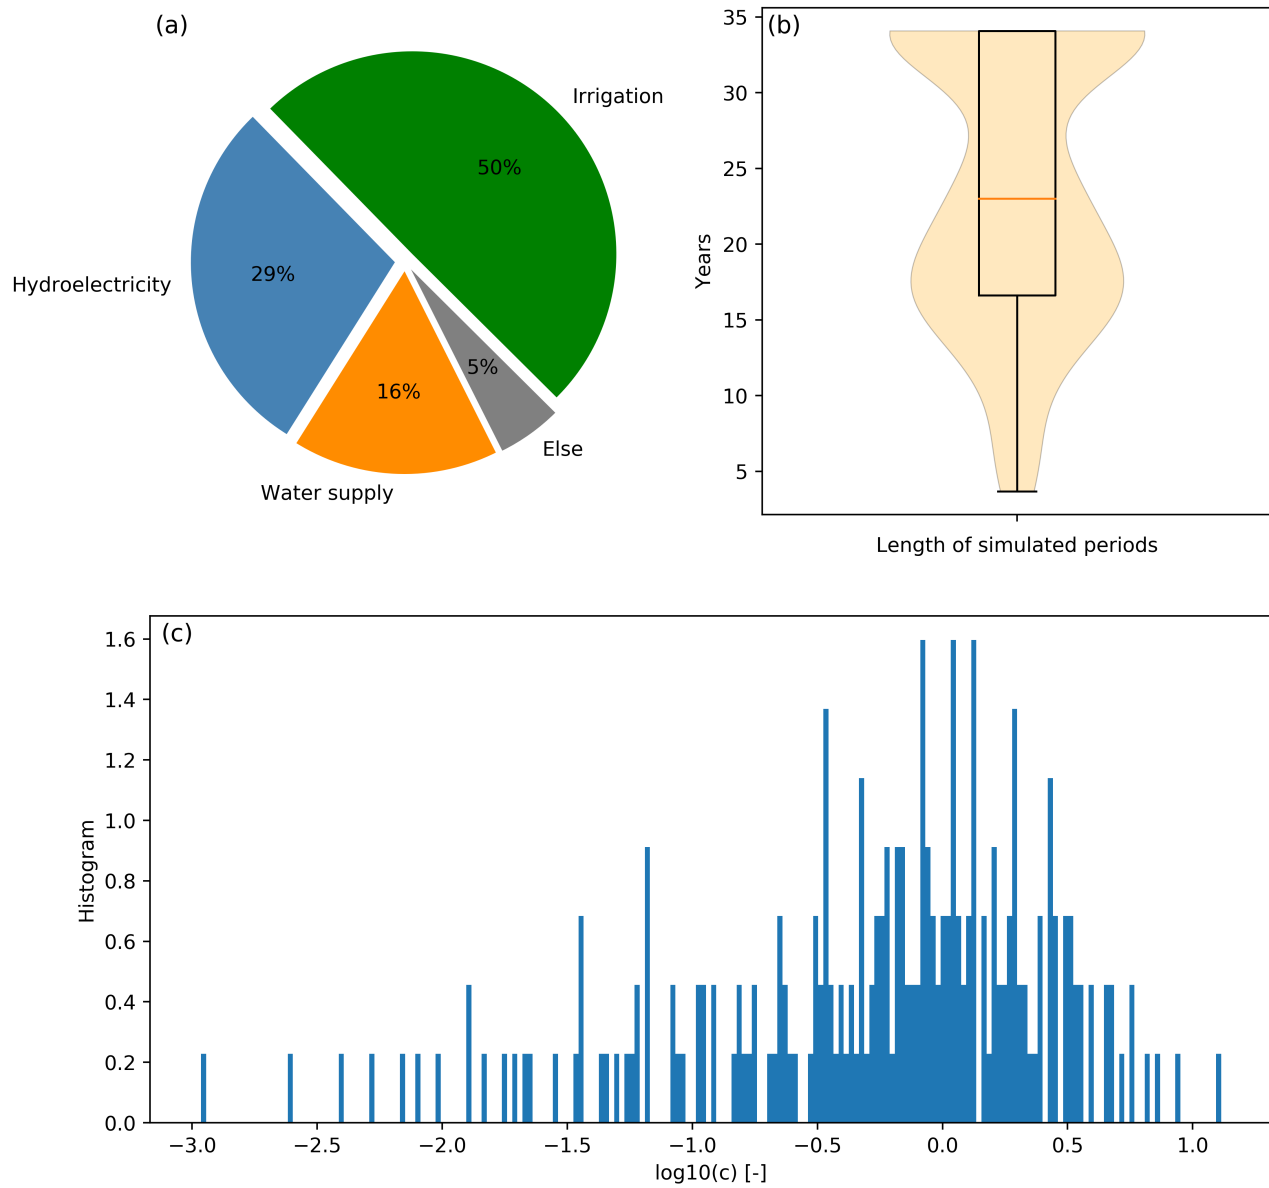 (a)
Irrigation
50%
Hydroelectricity
29%
16%
5%
Else
Water supply
(b)
35
30
25
20
15
10
5
Years
Length of simulated periods
(c)
1.6
1.4
1.2
1.0
0.8
0.6
0.4
0.2
0.0
Histogram
−3.0 −2.5 −2.0 −1.5 −1.0 −0.5 0.0 0.5 1.0
log10(c) [-]